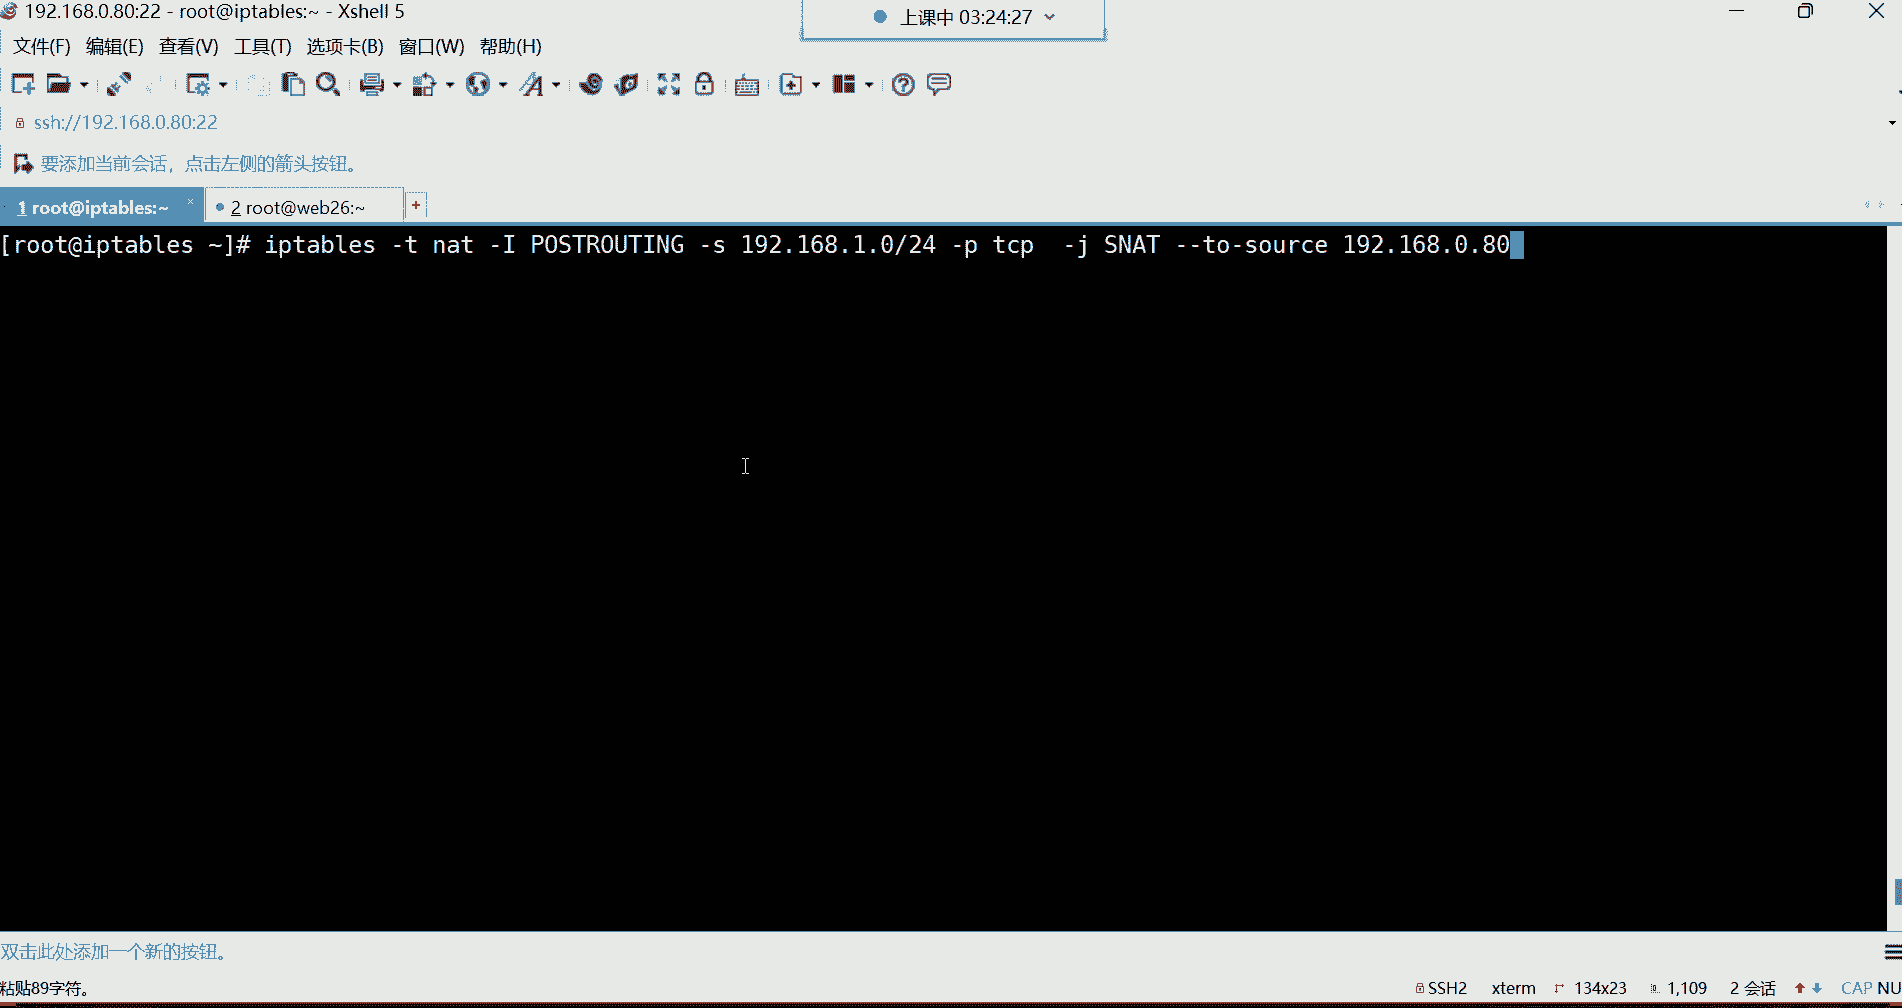 192.168.0.80:22 - root@iptables:~ - Xshell 5
上课中 03:24:27
文件(F) 编辑(E) 查看(V) 工具(T) 选项卡(B) 窗口(W) 帮助(H)
ssh://192.168.0.80:22
要添加当前会话，点击左侧的箭头按钮。
1 root@iptables:~ × 2 root@web26:~ +
[root@iptables ~]# iptables -t nat -I POSTROUTING -s 192.168.1.0/24 -p tcp  -j SNAT --to-source 192.168.0.80
双击此处添加一个新的按钮。
粘贴89字符。 SSH2 xterm 134x23 1,109 2 会话 CAP NU